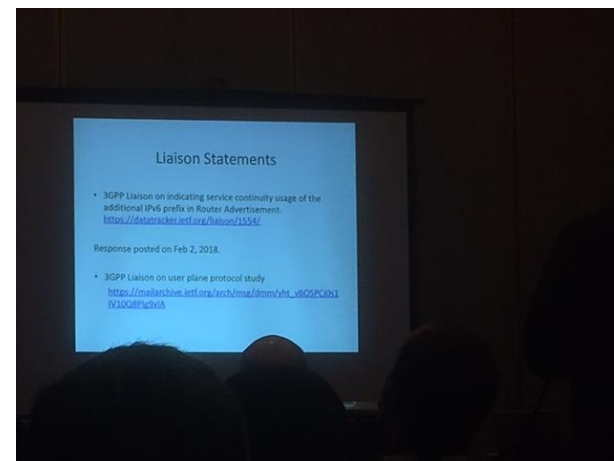 Liaison Statements
• 3GPP Liaison on indicating service continuity usage of the
additional IPv6 prefix in Router Advertisement.
https://datatracker.ietf.org/liaison/1554/
Response posted on Feb 2, 2018.
• 3GPP Liaison on user plane protocol study